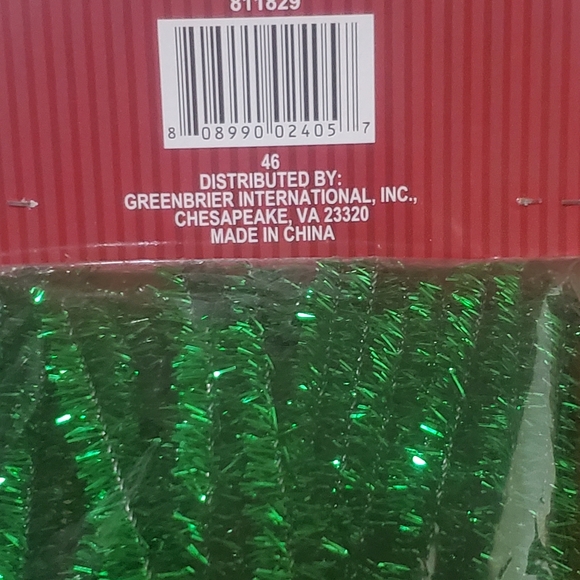 811829
8 08990 02405 7
46
DISTRIBUTED BY:
GREENBRIER INTERNATIONAL, INC.,
CHESAPEAKE, VA 23320
MADE IN CHINA